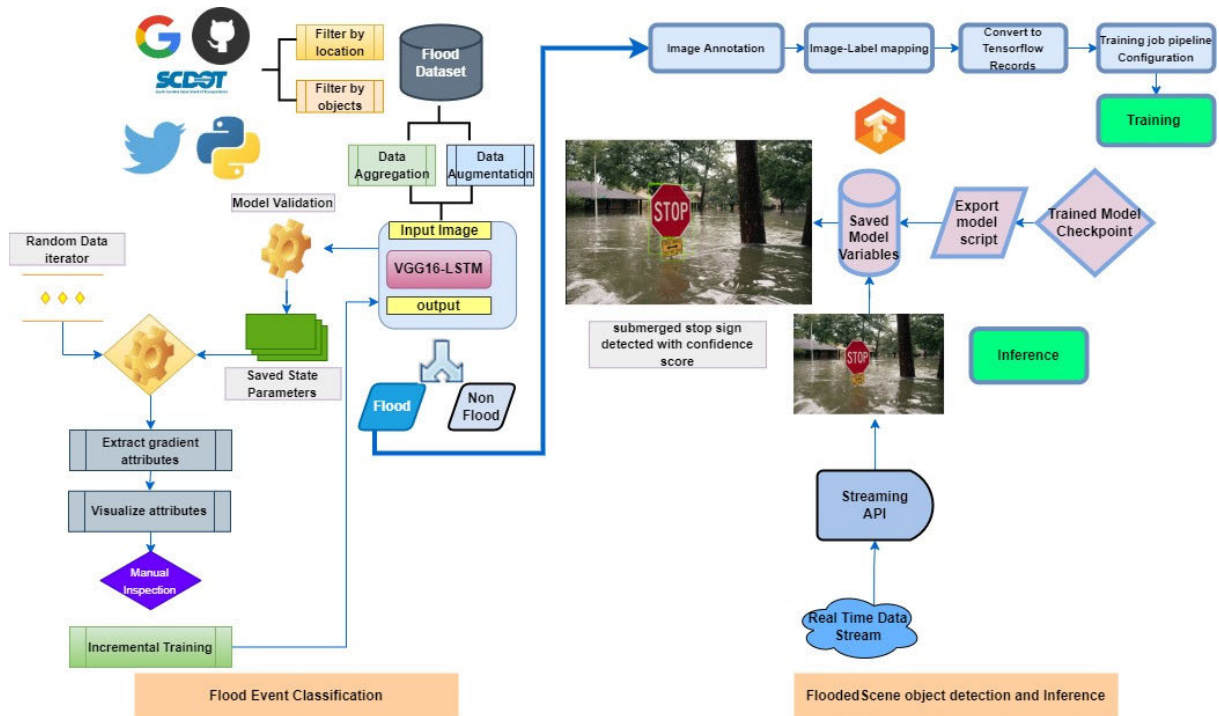 Filter by
location
Filter by
objects
SCDOT
Flood
Dataset
Data
Aggregation
Data
Augmentation
Model Validation
Input Image
VGG16-LSTM
output
Random Data
iterator
Saved State
Parameters
Flood
Non
Flood
Extract gradient
attributes
Visualize attributes
Manual
Inspection
Incremental Training
Flood Event Classification
Image Annotation
Image-Label mapping
Convert to
Tensorflow
Records
Training job pipeline
Configuration
Training
STOP
Saved
Model
Variables
Export
model
script
Trained Model
Checkpoint
submerged stop sign
detected with confidence
score
STOP
Inference
Streaming
API
Real Time Data
Stream
Flooded Scene object detection and Inference